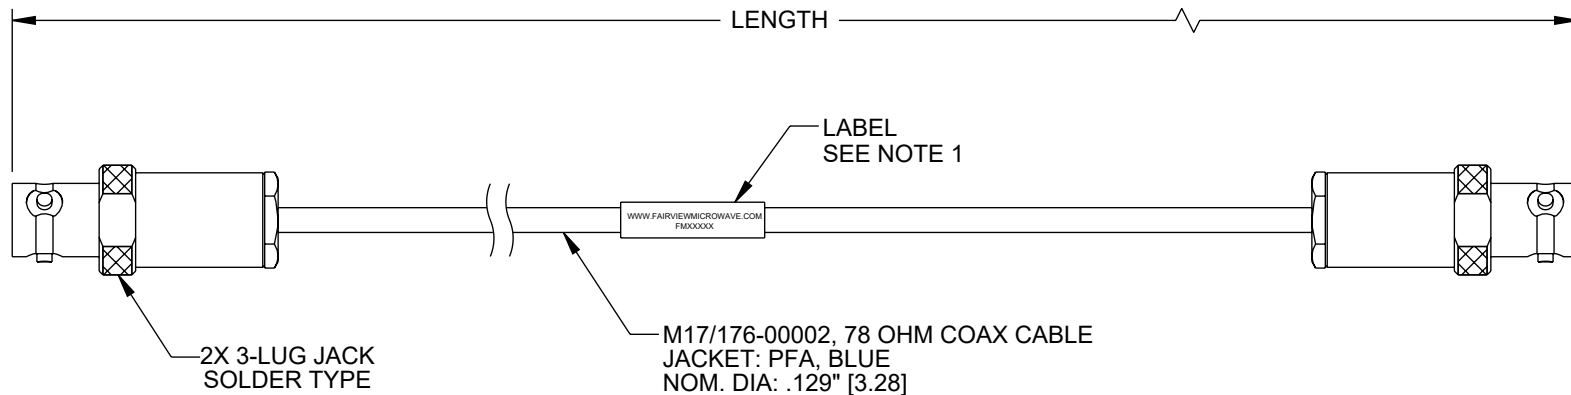 LENGTH
LABEL
SEE NOTE 1
WWW.FAIRVIEWMICROWAVE.COM
FMXXXXX
2X 3-LUG JACK
SOLDER TYPE
M17/176-00002, 78 OHM COAX CABLE
JACKET: PFA, BLUE
NOM. DIA: .129" [3.28]